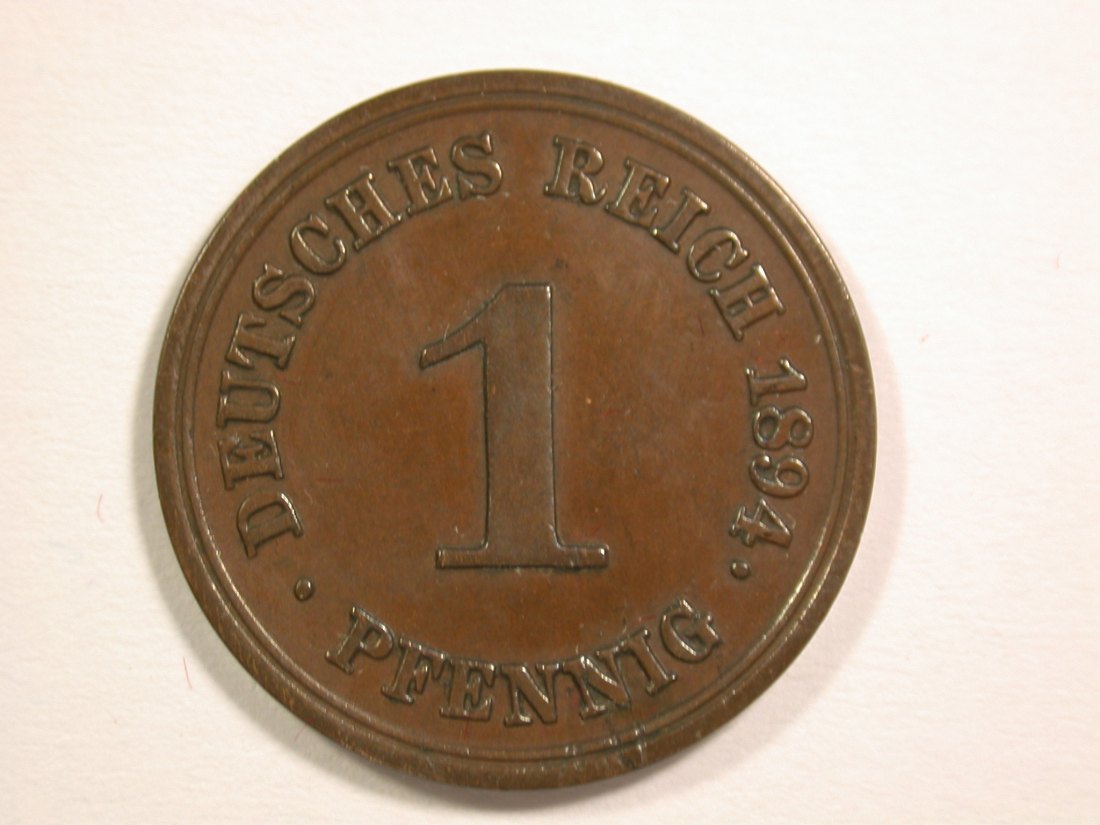 DEUTSCHES REICH 1894.
1
· PFENNIG